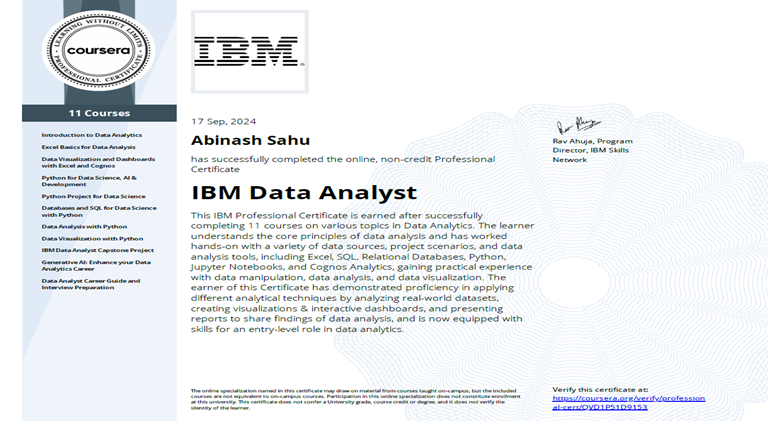 LEARNING WITHOUT LIMITS
coursera
PROFESSIONAL CERTIFICATE
11 Courses
Introduction to Data Analytics
Excel Basics for Data Analysis
Data Visualization and Dashboards
with Excel and Cognos
Python for Data Science, AI &
Development
Python Project for Data Science
Databases and SQL for Data Science
with Python
Data Analysis with Python
Data Visualization with Python
IBM Data Analyst Capstone Project
Generative AI: Enhance your Data
Analytics Career
Data Analyst Career Guide and
Interview Preparation
IBM
17 Sep, 2024
Abinash Sahu
has successfully completed the online, non-credit Professional
Certificate
IBM Data Analyst
This IBM Professional Certificate is earned after successfully
completing 11 courses on various topics in Data Analytics. The learner
understands the core principles of data analysis and has worked
hands-on with a variety of data sources, project scenarios, and data
analysis tools, including Excel, SQL, Relational Databases, Python,
Jupyter Notebooks, and Cognos Analytics, gaining practical experience
with data manipulation, data analysis, and data visualization. The
earner of this Certificate has demonstrated proficiency in applying
different analytical techniques by analyzing real-world datasets,
creating visualizations & interactive dashboards, and presenting
reports to share findings of data analysis, and is now equipped with
skills for an entry-level role in data analytics.
Rav Ahuja, Program
Director, IBM Skills
Network
The online specialization named in this certificate may draw on material from courses taught on-campus, but the included
courses are not equivalent to on-campus courses. Participation in this online specialization does not constitute enrollment
at this university. This certificate does not confer a University grade, course credit or degree, and it does not verify the
identity of the learner.
Verify this certificate at:
https://coursera.org/verify/profession
al-cert/QVD1P51D9153